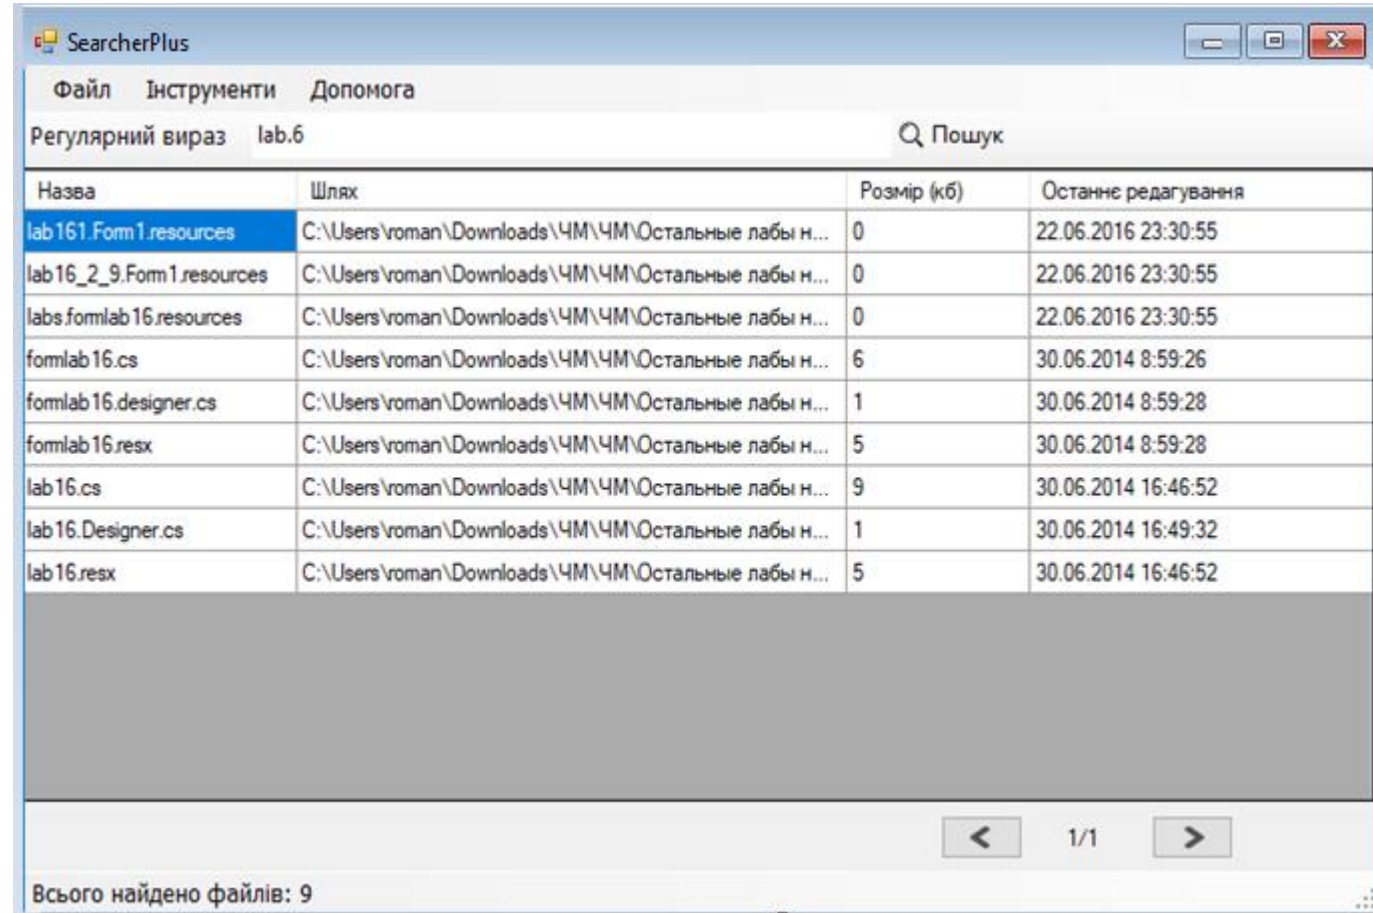 SearcherPlus
Файл Інструменти Допомога
Регулярний вираз lab.6 Пошук
Назва Шлях Розмір (кб) Останнє редагування
lab161.Form1.resources C:\Users\roman\Downloads\ЧМ\ЧМ\Остальные лабы н... 0 22.06.2016 23:30:55
lab16_2_9.Form1.resources C:\Users\roman\Downloads\ЧМ\ЧМ\Остальные лабы н... 0 22.06.2016 23:30:55
labs.formlab16.resources C:\Users\roman\Downloads\ЧМ\ЧМ\Остальные лабы н... 0 22.06.2016 23:30:55
formlab16.cs C:\Users\roman\Downloads\ЧМ\ЧМ\Остальные лабы н... 6 30.06.2014 8:59:26
formlab16.designer.cs C:\Users\roman\Downloads\ЧМ\ЧМ\Остальные лабы н... 1 30.06.2014 8:59:28
formlab16.resx C:\Users\roman\Downloads\ЧМ\ЧМ\Остальные лабы н... 5 30.06.2014 8:59:28
lab16.cs C:\Users\roman\Downloads\ЧМ\ЧМ\Остальные лабы н... 9 30.06.2014 16:46:52
lab16.Designer.cs C:\Users\roman\Downloads\ЧМ\ЧМ\Остальные лабы н... 1 30.06.2014 16:49:32
lab16.resx C:\Users\roman\Downloads\ЧМ\ЧМ\Остальные лабы н... 5 30.06.2014 16:46:52
< 1/1 >
Всього найдено файлів: 9